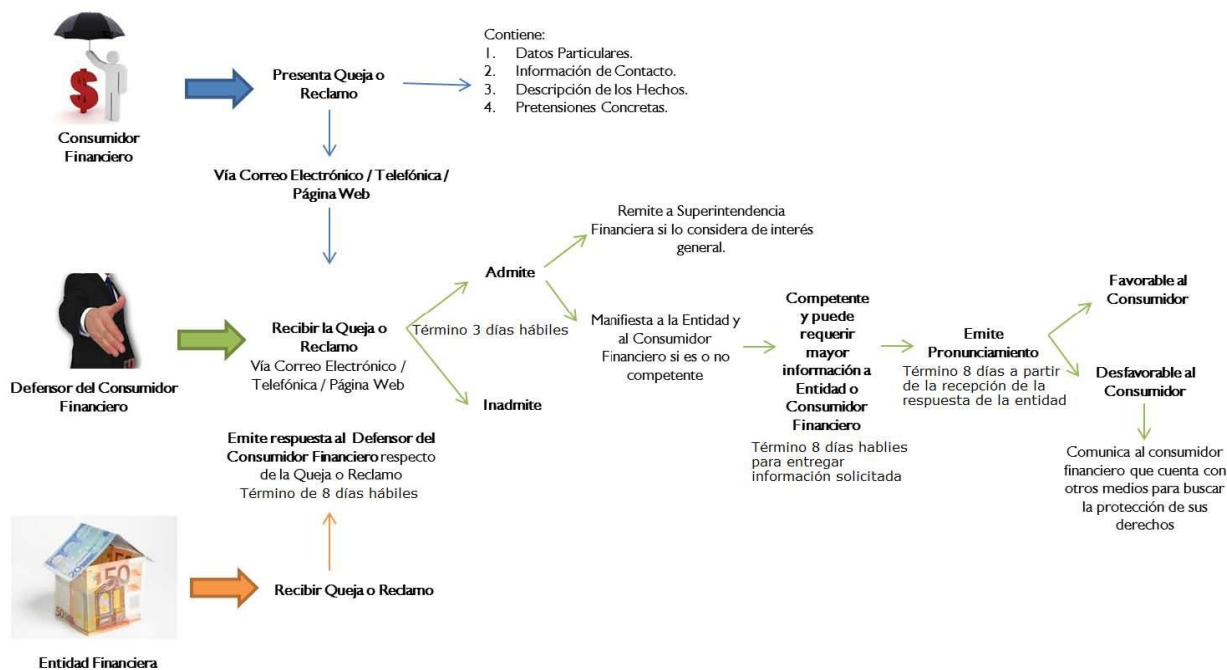 Contiene:
1. Datos Particulares.
2. Información de Contacto.
3. Descripción de los Hechos.
4. Pretensiones Concretas.
Presenta Queja o
Reclamo
Consumidor
Financiero
Vía Correo Electrónico / Telefónica /
Página Web
Remite a Superintendencia
Financiera si lo considera de interés
general.
Admite
Recibir la Queja o
Reclamo
Vía Correo Electrónico /
Telefónica / Página Web
Término 3 días hábiles
Inadmite
Defensor del Consumidor
Financiero
Manifiesta a la Entidad y
al Consumidor
Financiero si es o no
competente
Competente
y puede
requerir
mayor
información a
Entidad o
Consumidor
Financiero
Término 8 días hablies
para entregar
información solicitada
Emite
Pronunciamiento
Término 8 días a partir
de la recepción de la
respuesta de la entidad
Favorable al
Consumidor
Desfavorable al
Consumidor
Comunica al consumidor
financiero que cuenta con
otros medios para buscar
la protección de sus
derechos
Emite respuesta al Defensor del
Consumidor Financiero respecto
de la Queja o Reclamo
Término de 8 días hábiles
150
150
Recibir Queja o Reclamo
Entidad Financiera